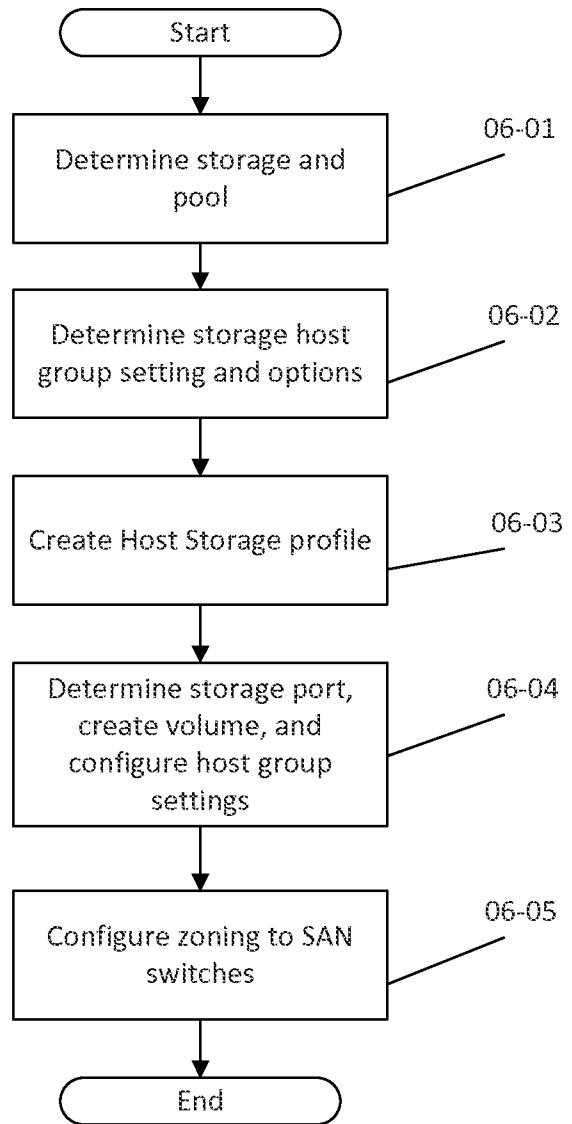 Start
06-01
Determine storage and
pool
06-02
Determine storage host
group setting and options
06-03
Create Host Storage profile
06-04
Determine storage port,
create volume, and
configure host group
settings
06-05
Configure zoning to SAN
switches
End